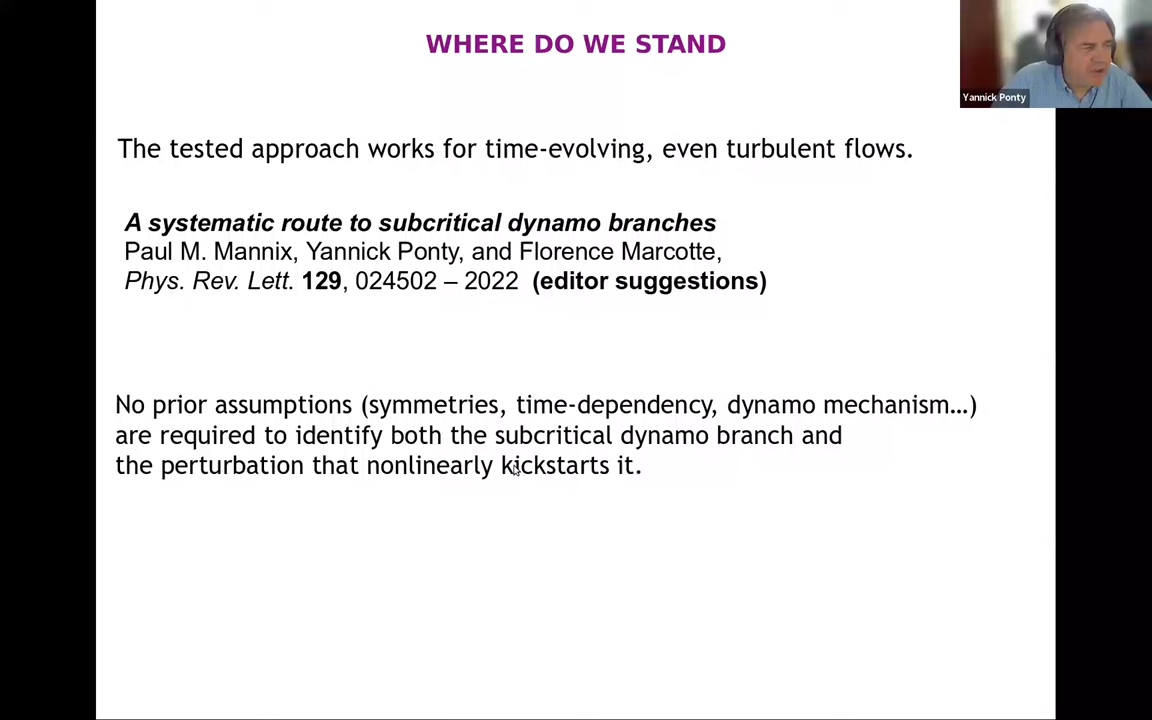 WHERE DO WE STAND
Yannick Ponty
The tested approach works for time-evolving, even turbulent flows.
A systematic route to subcritical dynamo branches
Paul M. Mannix, Yannick Ponty, and Florence Marcotte,
Phys. Rev. Lett. 129, 024502 – 2022 (editor suggestions)
No prior assumptions (symmetries, time-dependency, dynamo mechanism…)
are required to identify both the subcritical dynamo branch and
the perturbation that nonlinearly kickstarts it.